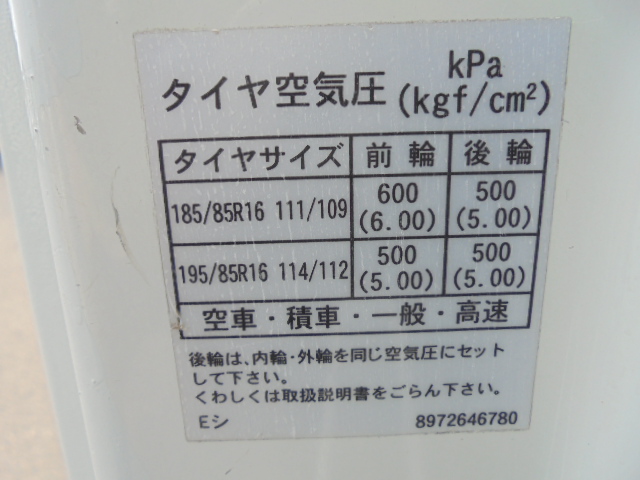 タイヤ空気圧 kPa
(kgf/cm²)
タイヤサイズ 前輪 後輪
185/85R16 111/109 600 (6.00) 500 (5.00)
195/85R16 114/112 500 (5.00) 500 (5.00)
空車・積車・一般・高速
後輪は、内輪・外輪を同じ空気圧にセット
して下さい。
くわしくは取扱説明書をごらん下さい。
Eシ 8972646780